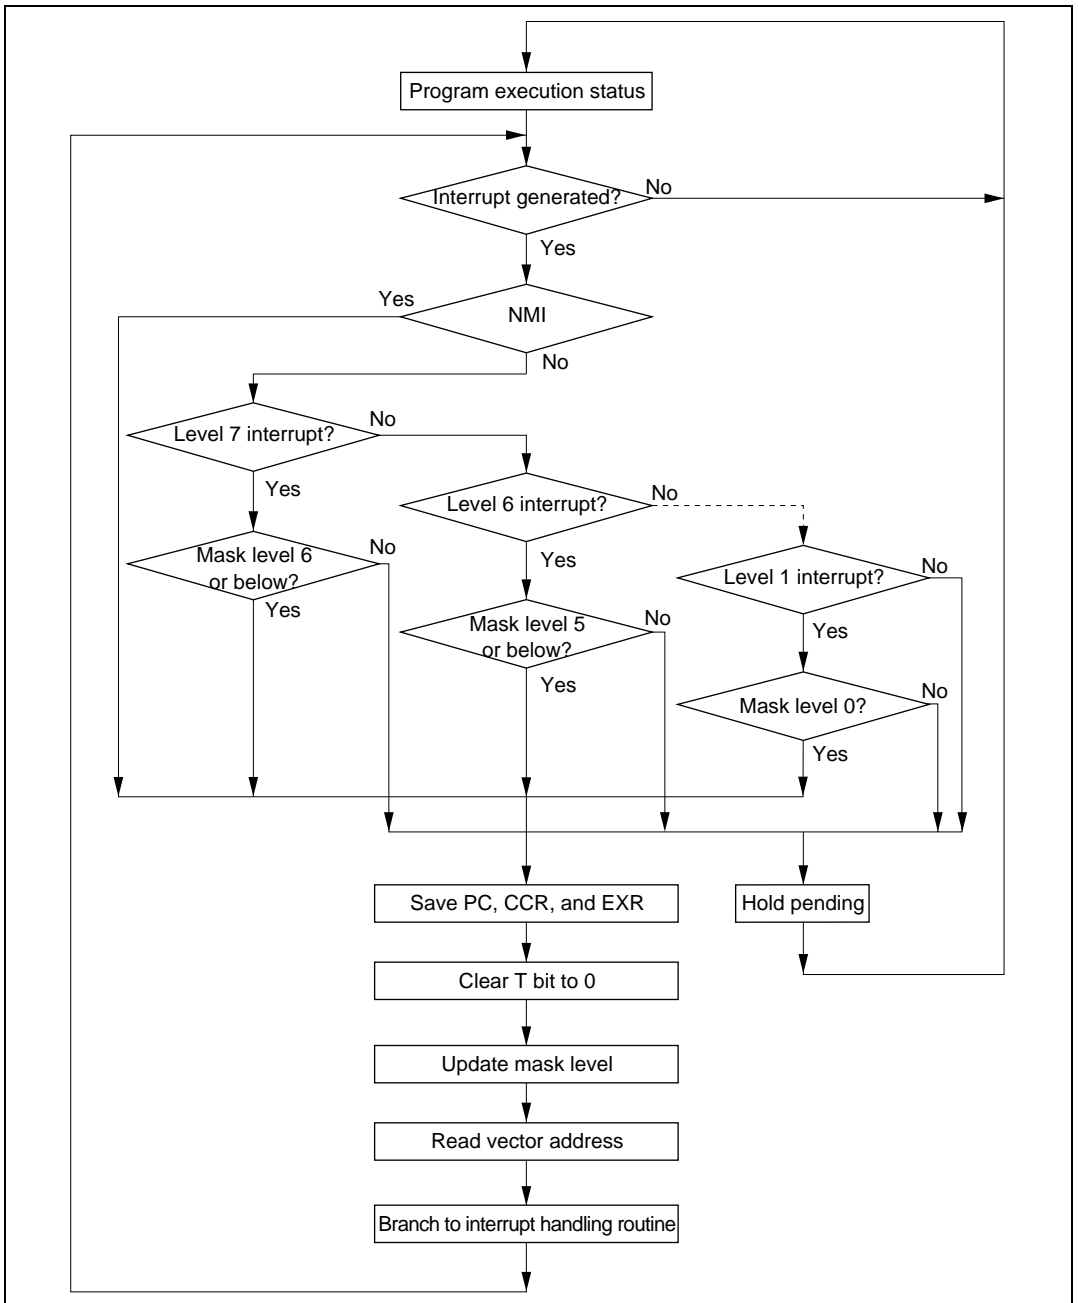 Program execution status
Interrupt generated?
No
Yes
Yes
NMI
No
Level 7 interrupt?
No
Yes
Level 6 interrupt?
No
Yes
Mask level 6
or below?
No
Yes
Level 1 interrupt?
No
Yes
Mask level 5
or below?
No
Yes
Mask level 0?
No
Yes
Save PC, CCR, and EXR
Hold pending
Clear T bit to 0
Update mask level
Read vector address
Branch to interrupt handling routine